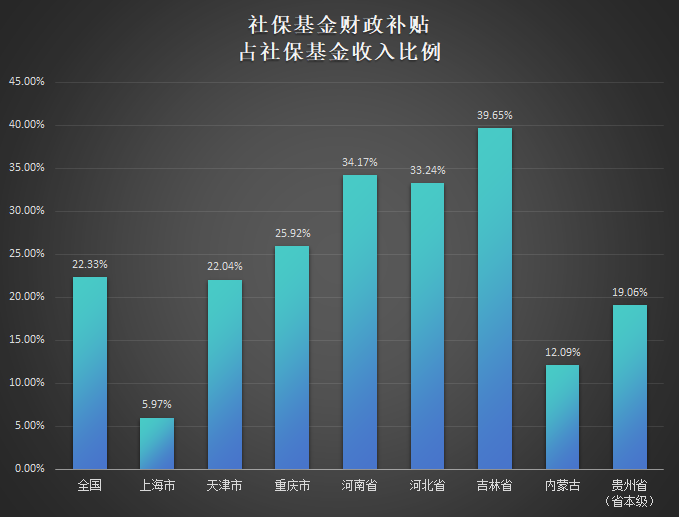 社保基金财政补贴
占社保基金收入比例
45.00%
40.00%
35.00%
30.00%
25.00%
20.00%
15.00%
10.00%
5.00%
0.00%
22.33%
5.97%
22.04%
25.92%
34.17%
33.24%
39.65%
12.09%
19.06%
全国
上海市
天津市
重庆市
河南省
河北省
吉林省
内蒙古
贵州省
（省本级）